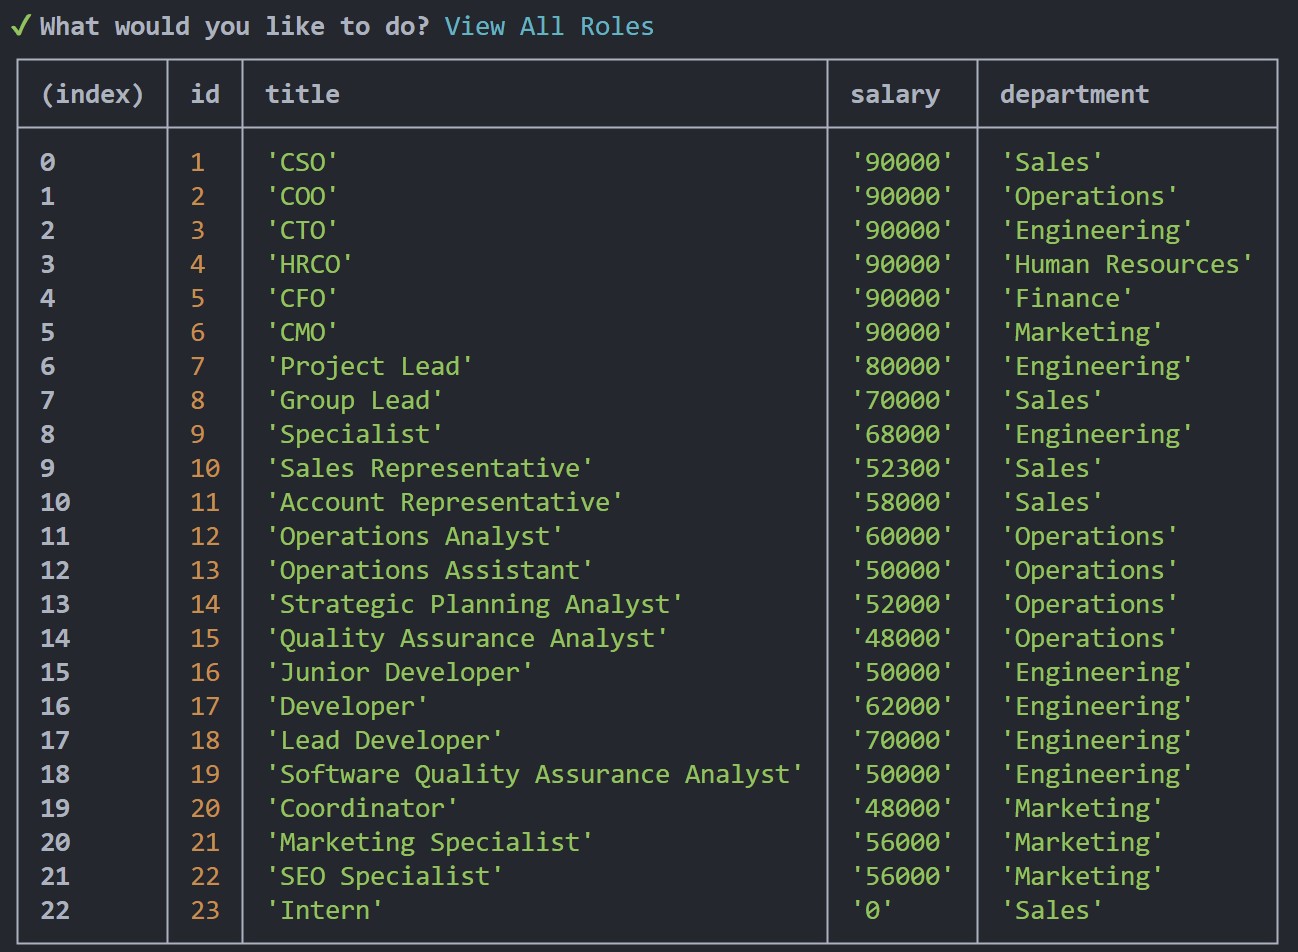 ✓ What would you like to do? View All Roles
(index) id title salary department
0 1 'CSO' '90000' 'Sales'
1 2 'COO' '90000' 'Operations'
2 3 'CTO' '90000' 'Engineering'
3 4 'HRCO' '90000' 'Human Resources'
4 5 'CFO' '90000' 'Finance'
5 6 'CMO' '90000' 'Marketing'
6 7 'Project Lead' '80000' 'Engineering'
7 8 'Group Lead' '70000' 'Sales'
8 9 'Specialist' '68000' 'Engineering'
9 10 'Sales Representative' '52300' 'Sales'
10 11 'Account Representative' '58000' 'Sales'
11 12 'Operations Analyst' '60000' 'Operations'
12 13 'Operations Assistant' '50000' 'Operations'
13 14 'Strategic Planning Analyst' '52000' 'Operations'
14 15 'Quality Assurance Analyst' '48000' 'Operations'
15 16 'Junior Developer' '50000' 'Engineering'
16 17 'Developer' '62000' 'Engineering'
17 18 'Lead Developer' '70000' 'Engineering'
18 19 'Software Quality Assurance Analyst' '50000' 'Engineering'
19 20 'Coordinator' '48000' 'Marketing'
20 21 'Marketing Specialist' '56000' 'Marketing'
21 22 'SEO Specialist' '56000' 'Marketing'
22 23 'Intern' '0' 'Sales'